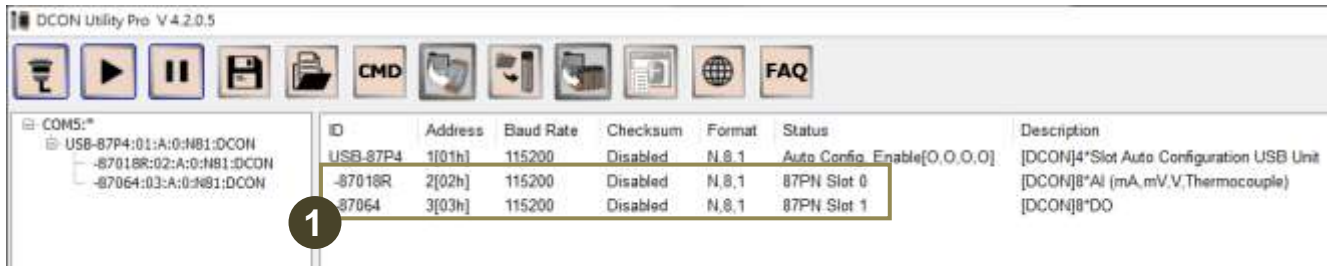 DCON Utility Pro V 4.2.0.5
CMD FAQ
COM5:*
USB-87P4:01:A:0:N81:DCON
-87018R:02:A:0:N81:DCON
-87064:03:A:0:N81:DCON
ID Address Baud Rate Checksum Format Status Description
USB-87P4 1[01h] 115200 Disabled N,8,1 Auto Config. Enable[O,O,O,O] [DCON]4*Slot Auto Configuration USB Unit
-87018R 2[02h] 115200 Disabled N,8,1 87PN Slot 0 [DCON]8*AI (mA,mV,V,Thermocouple)
-87064 3[03h] 115200 Disabled N,8,1 87PN Slot 1 [DCON]8*DO
1